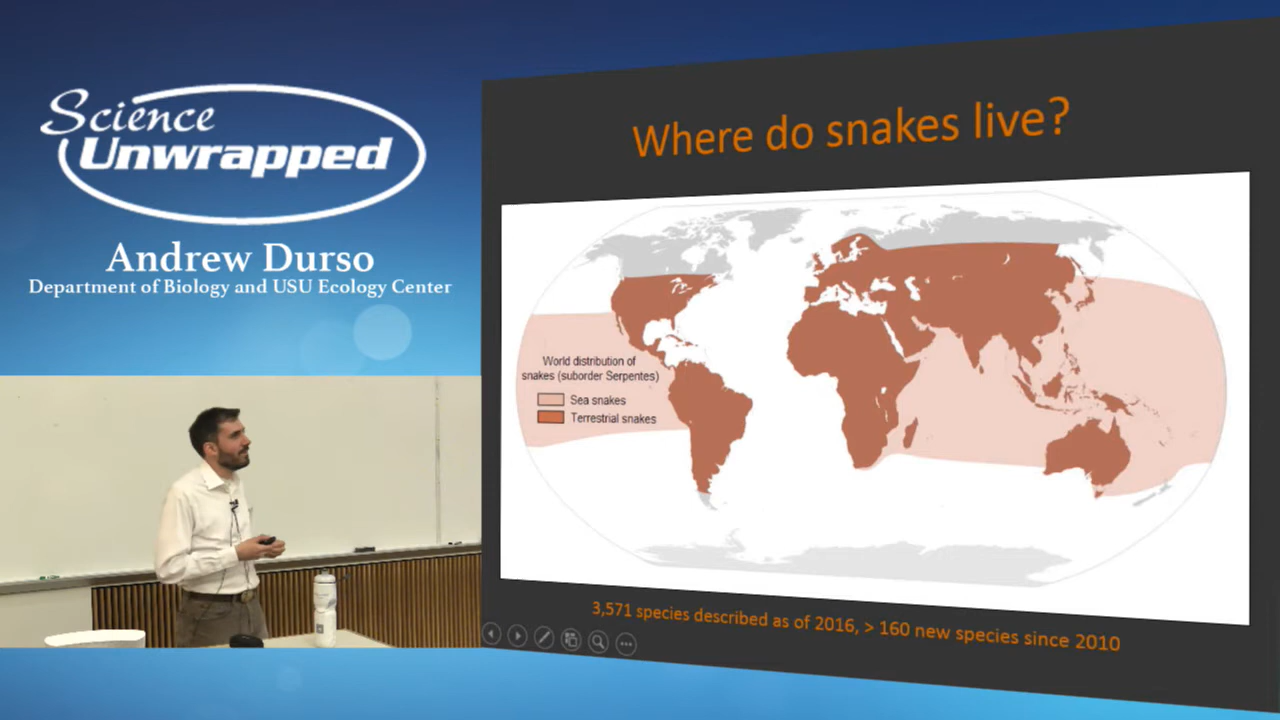 Science
Unwrapped
Andrew Durso
Department of Biology and USU Ecology Center
Where do snakes live?
World distribution of
snakes (suborder Serpentes)
Sea snakes
Terrestrial snakes
3,571 species described as of 2016, > 160 new species since 2010